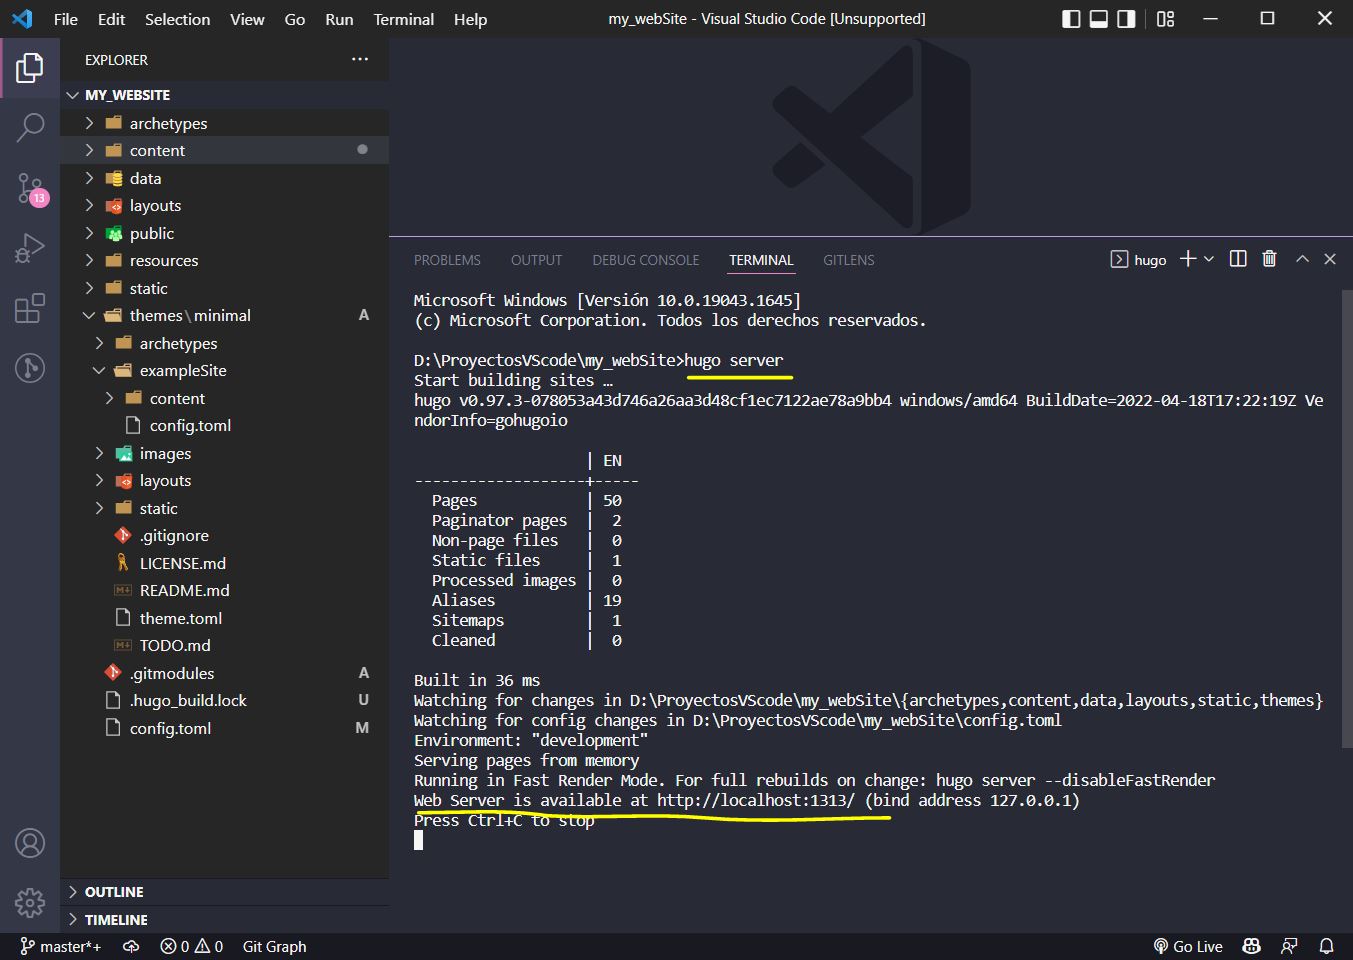 File Edit Selection View Go Run Terminal Help my_webSite - Visual Studio Code [Unsupported]
EXPLORER ...
MY_WEBSITE
archetypes
content
data
layouts
public
resources
static
themes\minimal A
archetypes
exampleSite
content
config.toml
images
layouts
static
.gitignore
LICENSE.md
README.md
theme.toml
TODO.md
.gitmodules A
.hugo_build.lock U
config.toml M
OUTLINE
TIMELINE
13
PROBLEMS OUTPUT DEBUG CONSOLE TERMINAL GITLENS hugo
Microsoft Windows [Versión 10.0.19043.1645]
(c) Microsoft Corporation. Todos los derechos reservados.
D:\ProyectosVScode\my_webSite>hugo server
Start building sites …
hugo v0.97.3-078053a43d746a26aa3d48cf1ec7122ae78a9bb4 windows/amd64 BuildDate=2022-04-18T17:22:19Z Ve
ndorInfo=gohugoio
| EN
-------------------+-----
Pages | 50
Paginator pages | 2
Non-page files | 0
Static files | 1
Processed images | 0
Aliases | 19
Sitemaps | 1
Cleaned | 0
Built in 36 ms
Watching for changes in D:\ProyectosVScode\my_webSite\{archetypes,content,data,layouts,static,themes}
Watching for config changes in D:\ProyectosVScode\my_webSite\config.toml
Environment: "development"
Serving pages from memory
Running in Fast Render Mode. For full rebuilds on change: hugo server --disableFastRender
Web Server is available at http://localhost:1313/ (bind address 127.0.0.1)
Press Ctrl+C to stop
master*+ 0 0 Git Graph Go Live